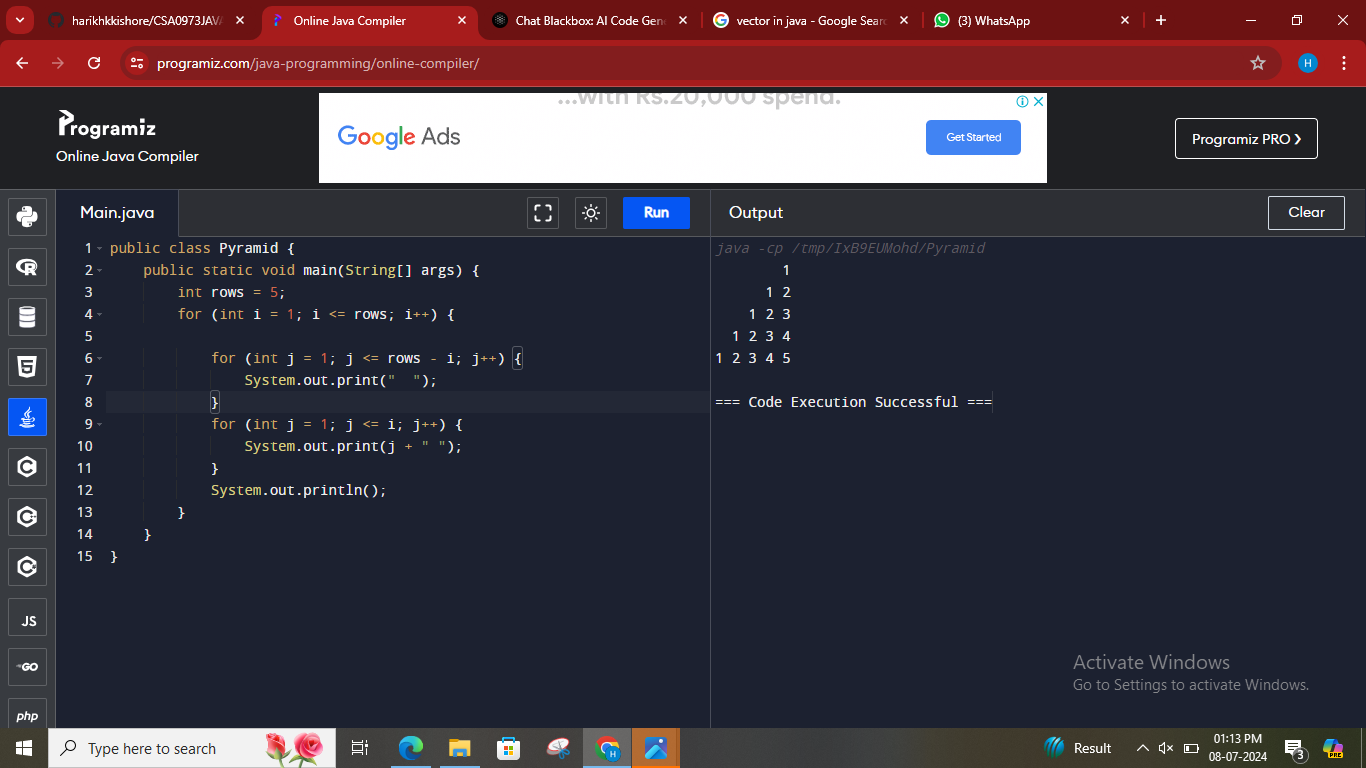 harikhkkishore/CSA0973JAVA
Online Java Compiler
Chat Blackbox: AI Code Gene
vector in java - Google Search
(3) WhatsApp
programiz.com/java-programming/online-compiler/
H
Programiz
Online Java Compiler
...with Rs.20,000 spend.
Google Ads
Get Started
Programiz PRO ❯
Main.java
Run
Output
Clear
1 public class Pyramid {
2     public static void main(String[] args) {
3         int rows = 5;
4         for (int i = 1; i <= rows; i++) {
5
6             for (int j = 1; j <= rows - i; j++) {
7                 System.out.print("  ");
8             }
9             for (int j = 1; j <= i; j++) {
10                 System.out.print(j + " ");
11             }
12             System.out.println();
13         }
14     }
15 }
java -cp /tmp/IxB9EUMohd/Pyramid
        1
      1 2
    1 2 3
  1 2 3 4
1 2 3 4 5
=== Code Execution Successful ===
JS
GO
php
Activate Windows
Go to Settings to activate Windows.
Type here to search
H
Result
01:13 PM
08-07-2024
3
PRE